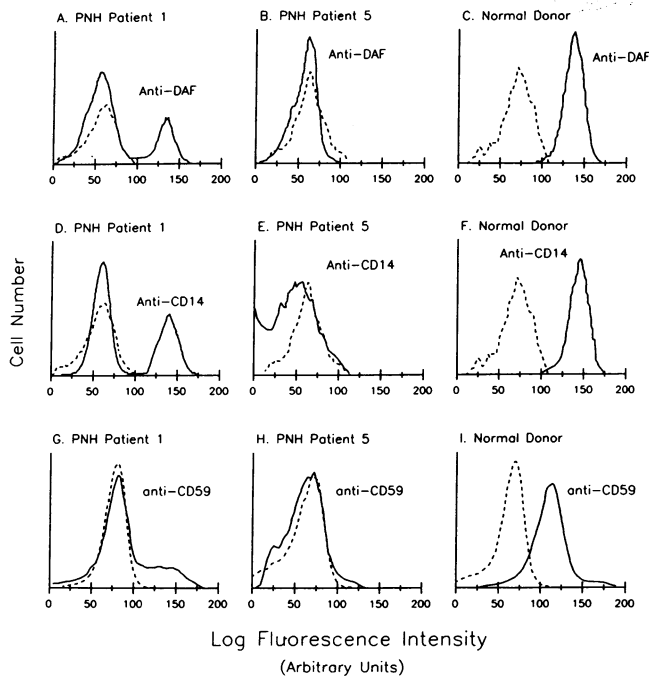 A. PNH Patient 1
B. PNH Patient 5
C. Normal Donor
Anti-DAF
Anti-DAF
Anti-DAF
0 50 100 150 200
0 50 100 150 200
0 50 100 150 200
D. PNH Patient 1
E. PNH Patient 5
F. Normal Donor
Anti-CD14
Anti-CD14
Anti-CD14
0 50 100 150 200
0 50 100 150 200
0 50 100 150 200
Cell Number
G. PNH Patient 1
H. PNH Patient 5
I. Normal Donor
anti-CD59
anti-CD59
anti-CD59
0 50 100 150 200
0 50 100 150 200
0 50 100 150 200
Log Fluorescence Intensity
(Arbitrary Units)